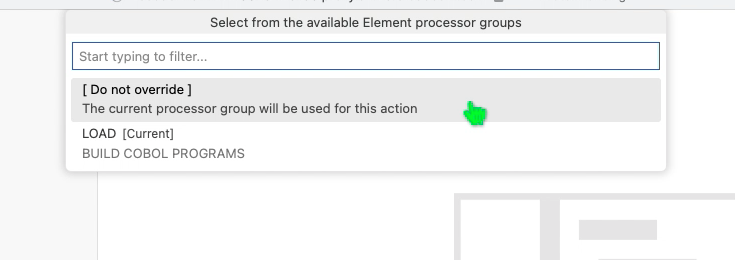 Select from the available Element processor groups
Start typing to filter...
[ Do not override ]
The current processor group will be used for this action
LOAD [Current]
BUILD COBOL PROGRAMS